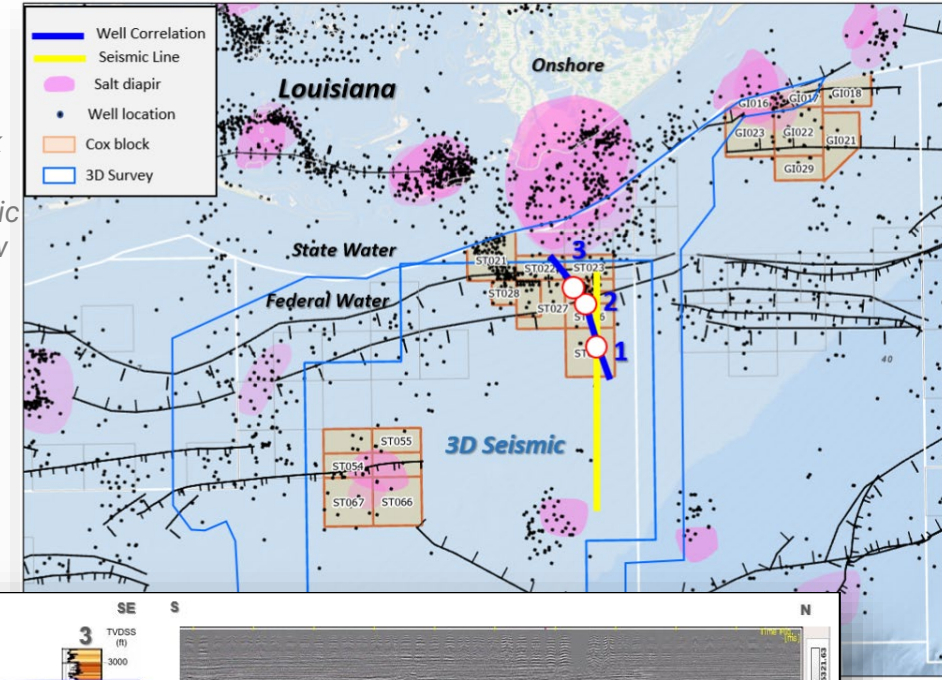 Well Correlation
Seismic Line
Salt diapir
Well location
Cox block
3D Survey
ic
Louisiana
Onshore
GI016
GI017
GI018
GI023
GI022
GI021
GI029
State Water
Federal Water
ST021
ST022
ST023
ST028
ST027
3
2
1
40
3D Seismic
ST055
ST054
ST067
ST066
SE
S
N
3
TVDSS
(ft)
3000